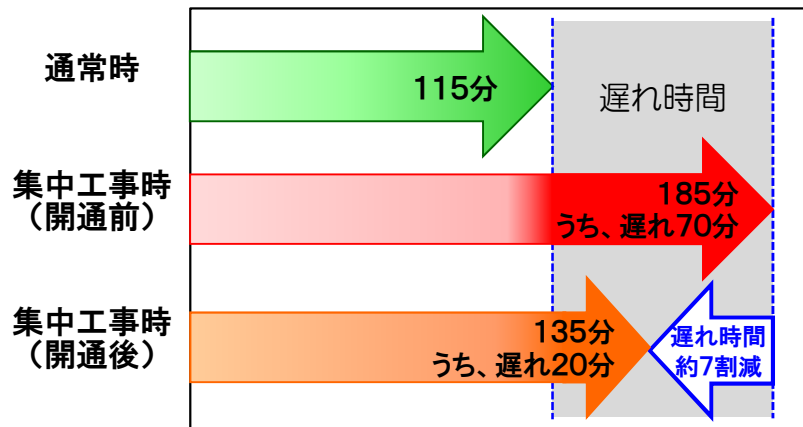 通常時
115分
遅れ時間
集中工事時
（開通前）
185分
うち、遅れ70分
集中工事時
（開通後）
135分
うち、遅れ20分
遅れ時間
約7割減